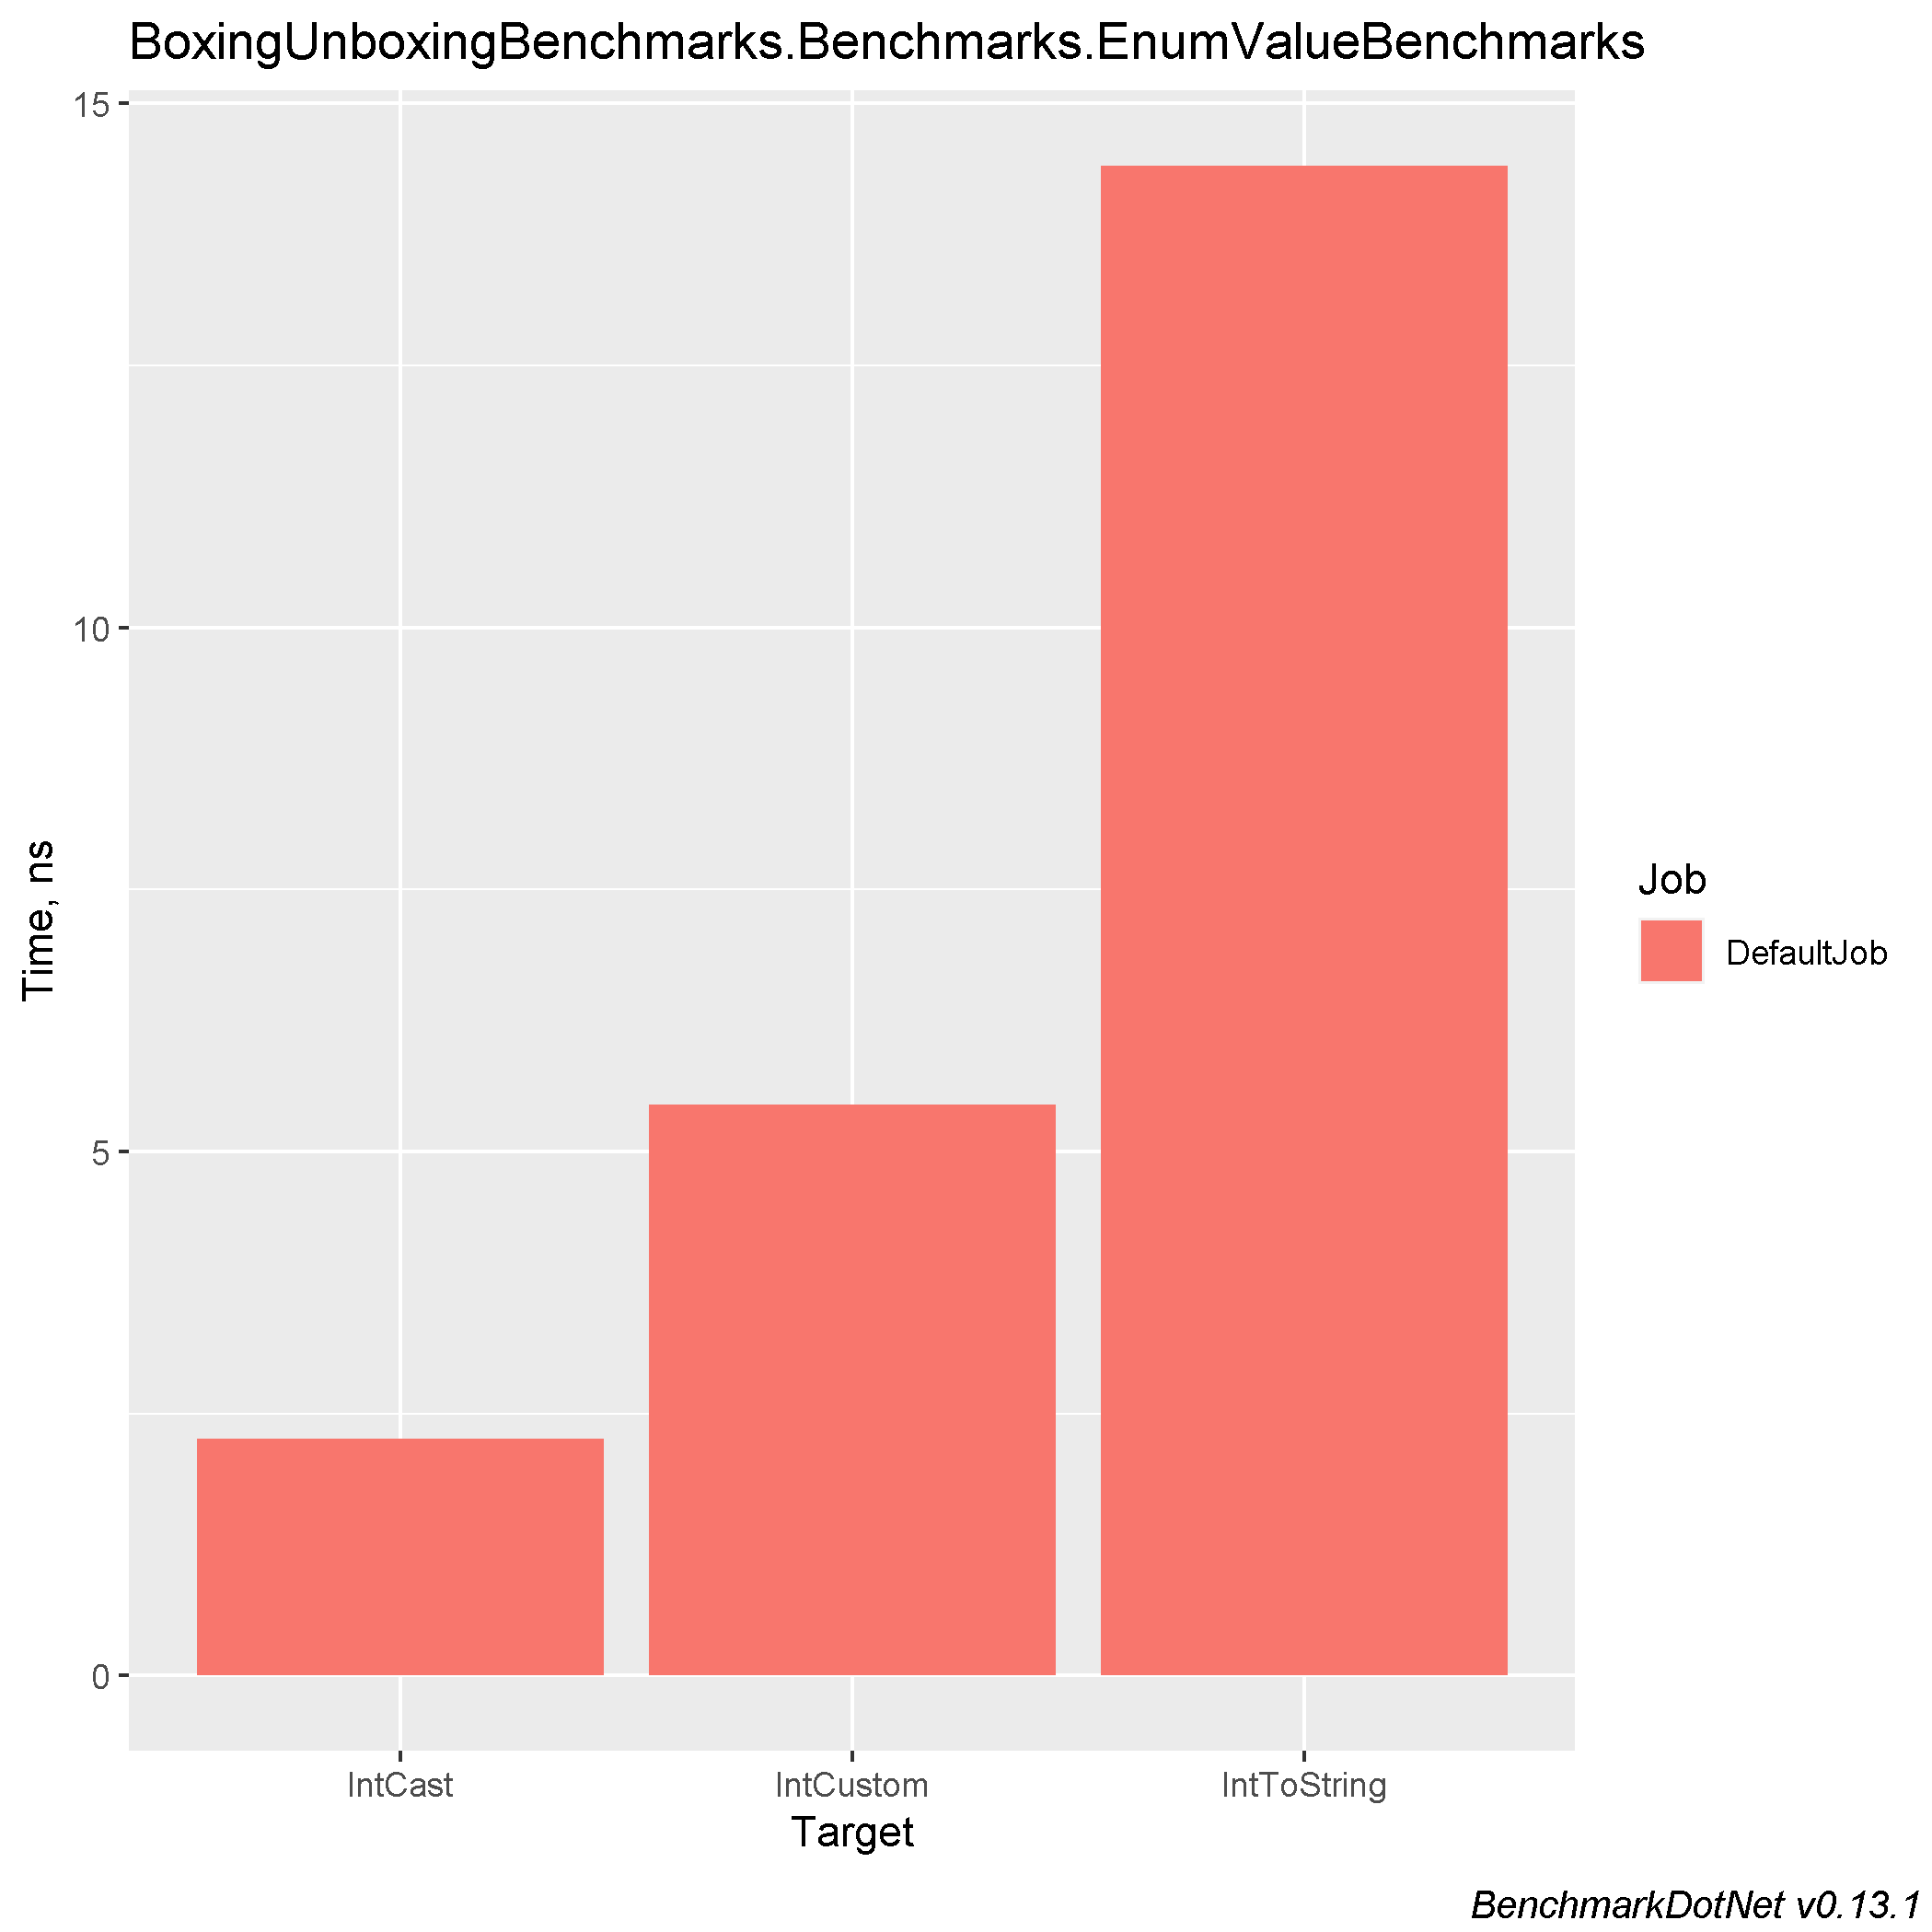 BoxingUnboxingBenchmarks.Benchmarks.EnumValueBenchmarks
15
10
5
0
Time, ns
IntCast
IntCustom
IntToString
Target
Job
DefaultJob
BenchmarkDotNet v0.13.1